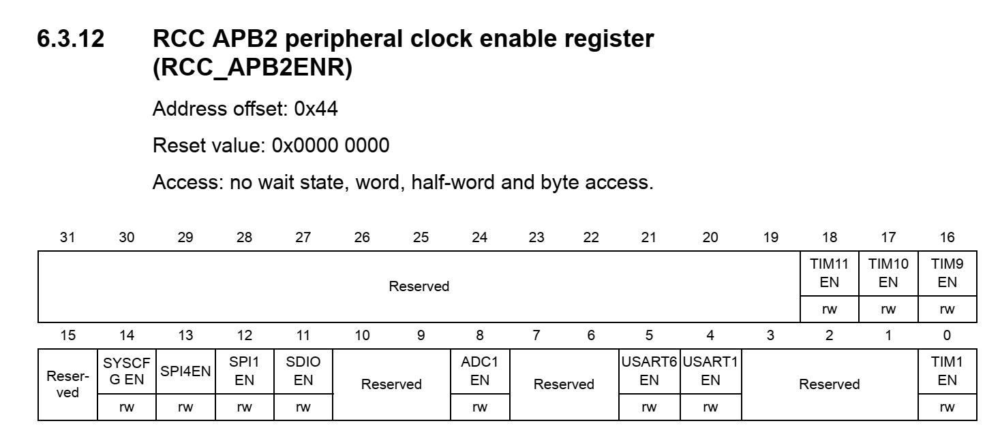 6.3.12 RCC APB2 peripheral clock enable register
(RCC_APB2ENR)
Address offset: 0x44
Reset value: 0x0000 0000
Access: no wait state, word, half-word and byte access.
31 30 29 28 27 26 25 24 23 22 21 20 19 18 17 16
Reserved TIM11 EN TIM10 EN TIM9 EN
rw rw rw
15 14 13 12 11 10 9 8 7 6 5 4 3 2 1 0
Reser-ved SYSCFG EN SPI4EN SPI1 EN SDIO EN Reserved ADC1 EN Reserved USART6 EN USART1 EN Reserved TIM1 EN
rw rw rw rw rw rw rw rw